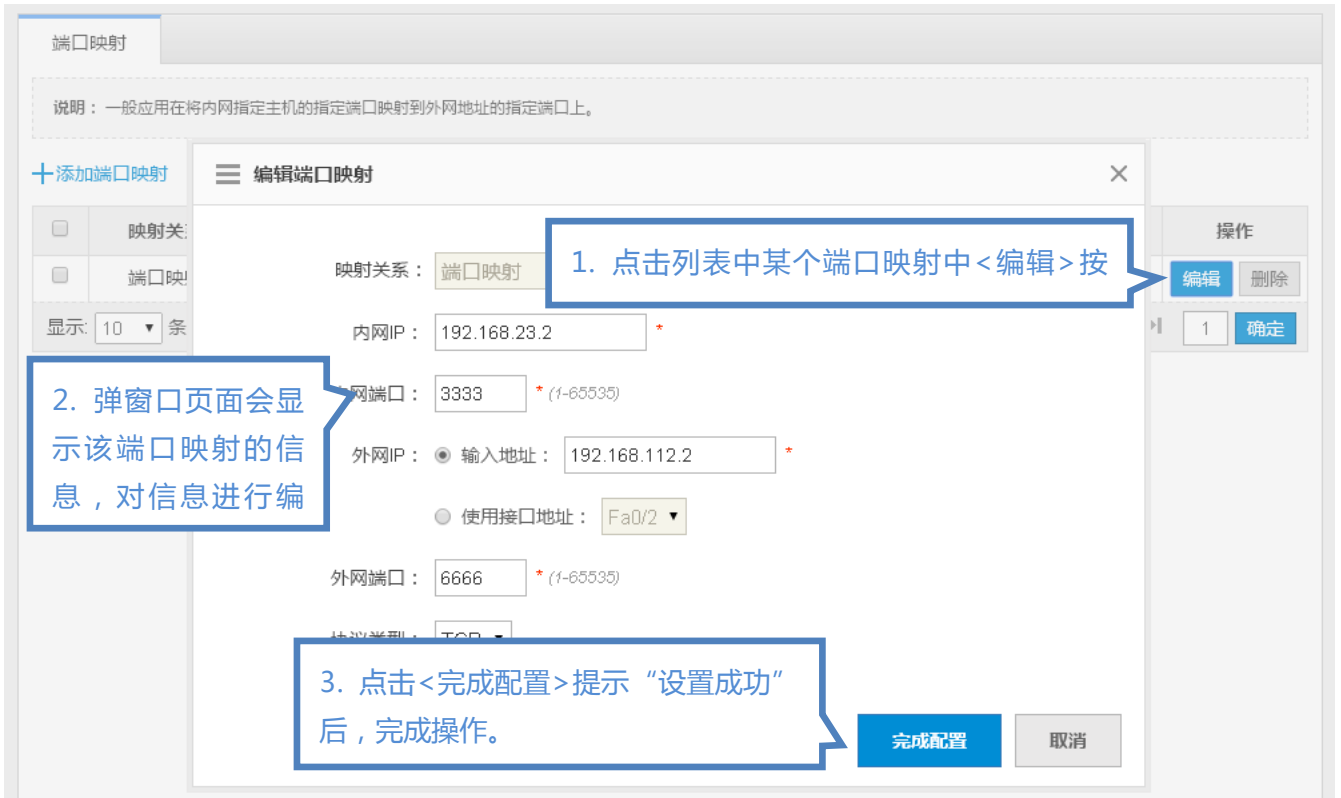 端口映射
说明： 一般应用在将内网指定主机的指定端口映射到外网地址的指定端口上。
添加端口映射
编辑端口映射
映射关
操作
映射关系： 端口映射
1. 点击列表中某个端口映射中<编辑>按
端口映
编辑 删除
内网IP： 192.168.23.2 *
显示: 10 条
1 确定
网端口： 3333 * (1-65535)
2. 弹窗口页面会显
示该端口映射的信
息，对信息进行编
外网IP： 输入地址： 192.168.112.2 *
使用接口地址： Fa0/2
外网端口： 6666 * (1-65535)
协议类型： TCP
3. 点击<完成配置>提示“设置成功”
后，完成操作。
完成配置 取消